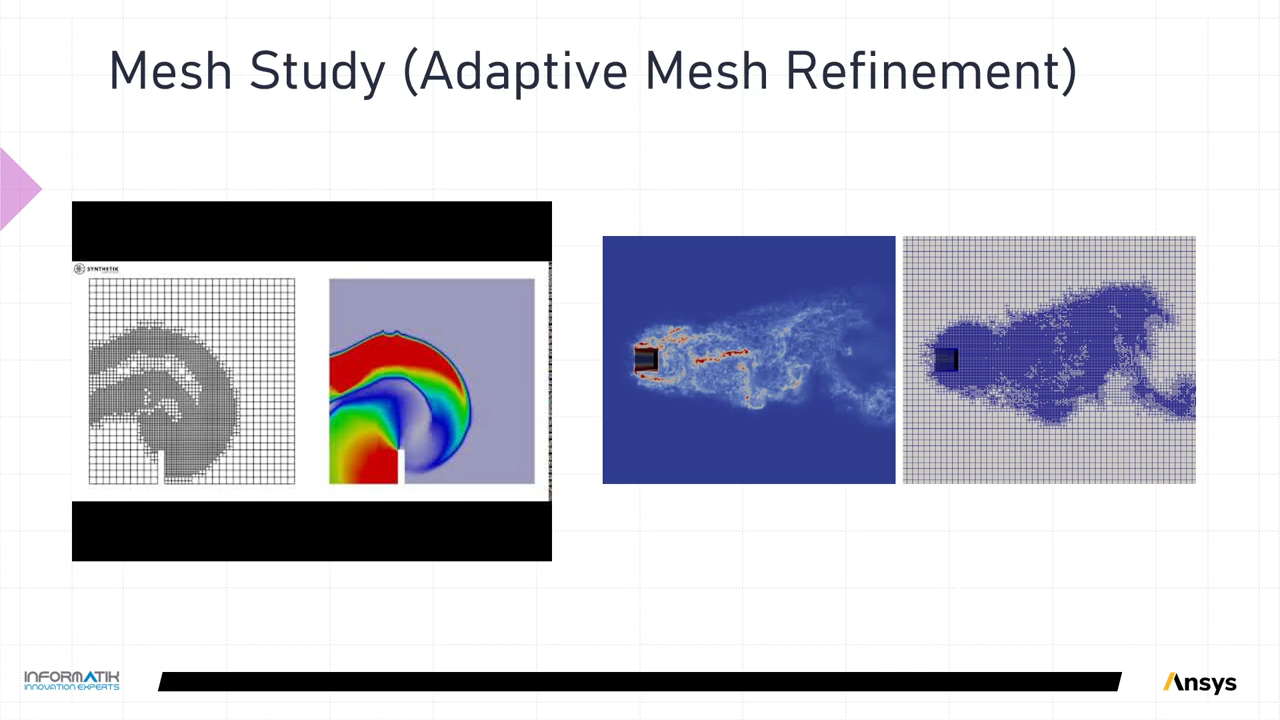 Mesh Study (Adaptive Mesh Refinement)
SYNTHETIK
INFORMATIK
INNOVATION EXPERTS
Ansys